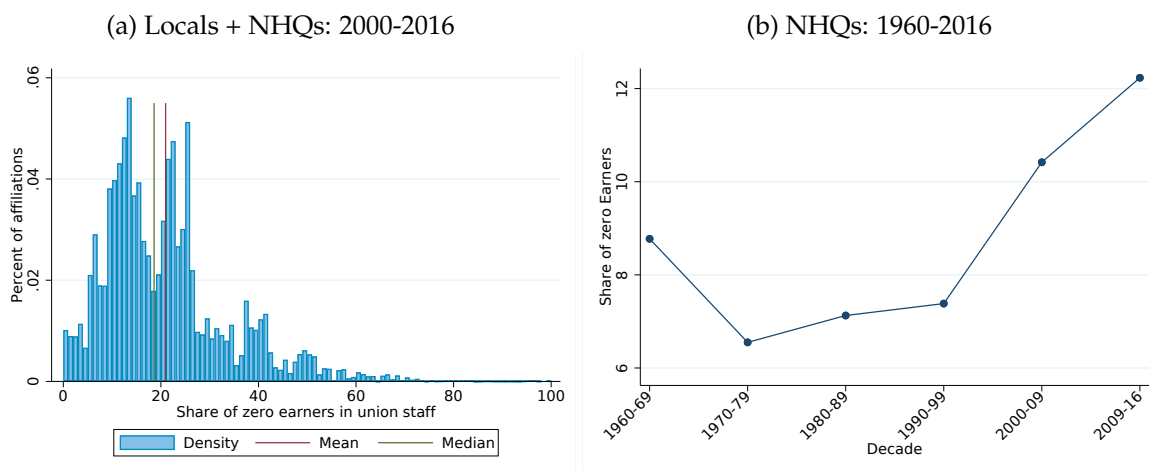 (a) Locals + NHQs: 2000-2016
Percent of affiliations
.06
.04
.02
0
0 20 40 60 80 100
Share of zero earners in union staff
Density Mean Median
(b) NHQs: 1960-2016
Share of zero Earners
12
10
8
6
1960-69 1970-79 1980-89 1990-99 2000-09 2009-16
Decade